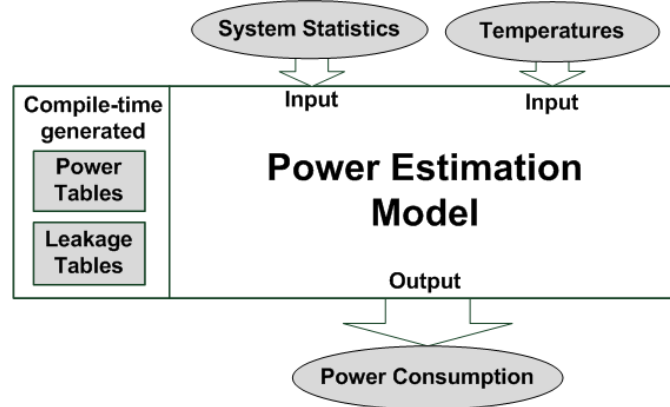 System Statistics
Temperatures
Input
Input
Compile-time
generated
Power
Tables
Leakage
Tables
Power Estimation
Model
Output
Power Consumption